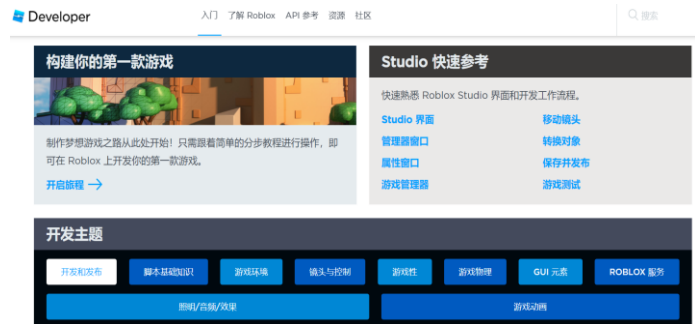 Developer
入门 了解 Roblox API 参考 资源 社区
搜索
构建你的第一款游戏
制作梦想游戏之路从此处开始！只需跟着简单的分步教程进行操作，即
可在 Roblox 上开发你的第一款游戏。
开启旅程 →
Studio 快速参考
快速熟悉 Roblox Studio 界面和开发工作流程。
Studio 界面 移动镜头
管理器窗口 转换对象
属性窗口 保存并发布
游戏管理器 游戏测试
开发主题
开发和发布 脚本基础知识 游戏环境 镜头与控制 游戏性 游戏物理 GUI 元素 ROBLOX 服务
照明/音频/效果 游戏动画